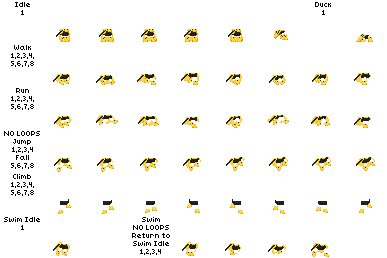 Idle
1
Duck
1
Walk
1,2,3,4,
5,6,7,8
Run
1,2,3,4,
5,6,7,8
NO LOOPS
Jump
1,2,3,4
Fall
5,6,7,8
Climb
1,2,3,4,
5,6,7,8
Swim Idle
1
Swim
NO LOOPS
Return to
Swim Idle
1,2,3,4